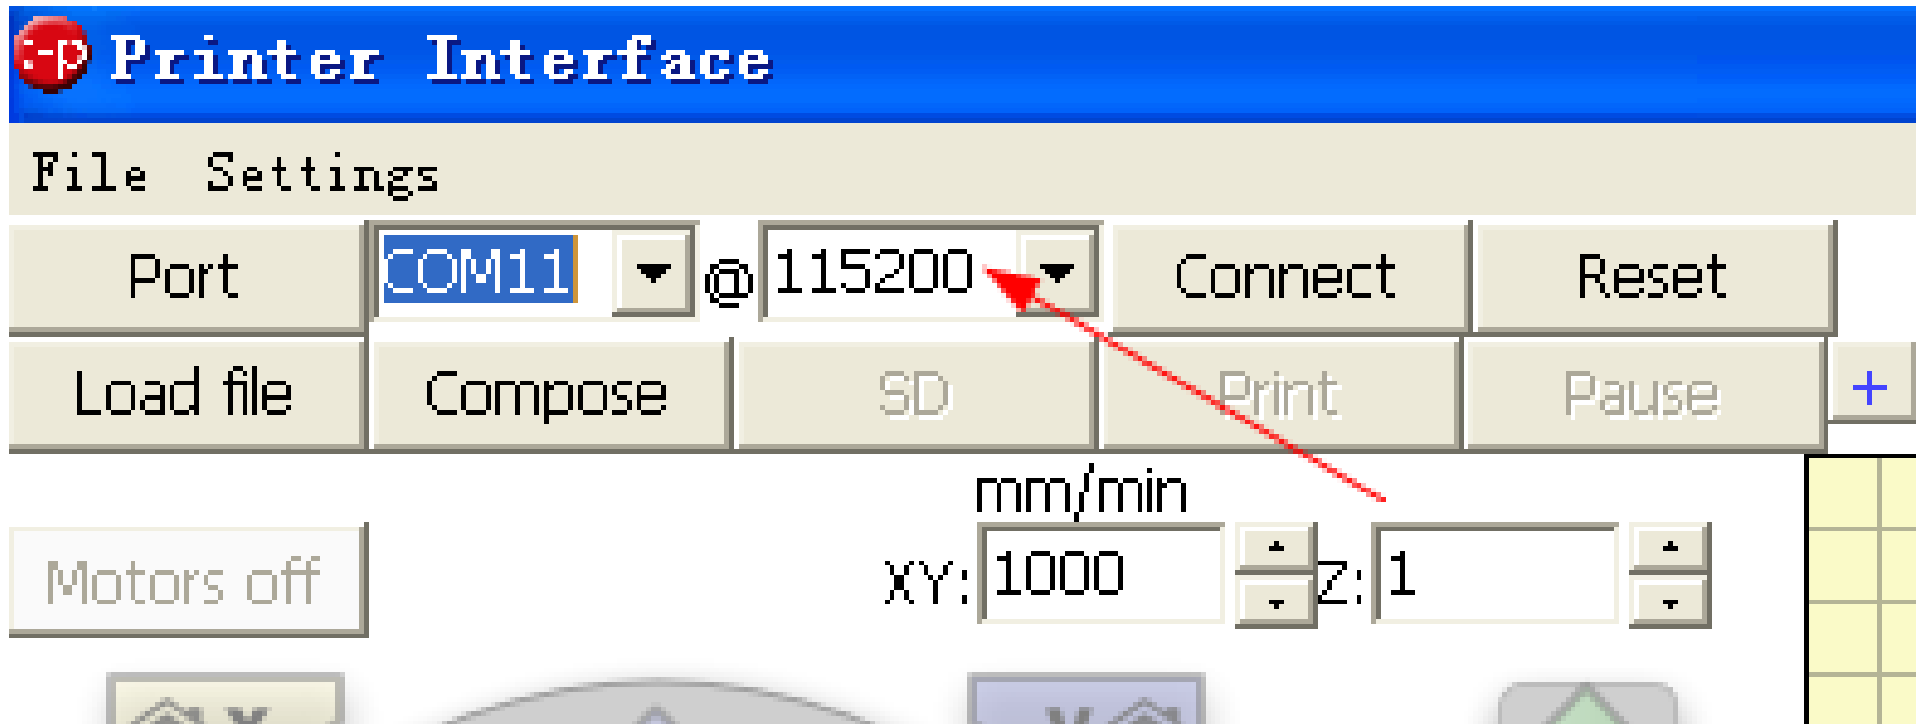 :-p Printer Interface
File Settings
Port COM11 @ 115200 Connect Reset
Load file Compose SD Print Pause +
mm/min
Motors off XY: 1000 Z: 1
X Y